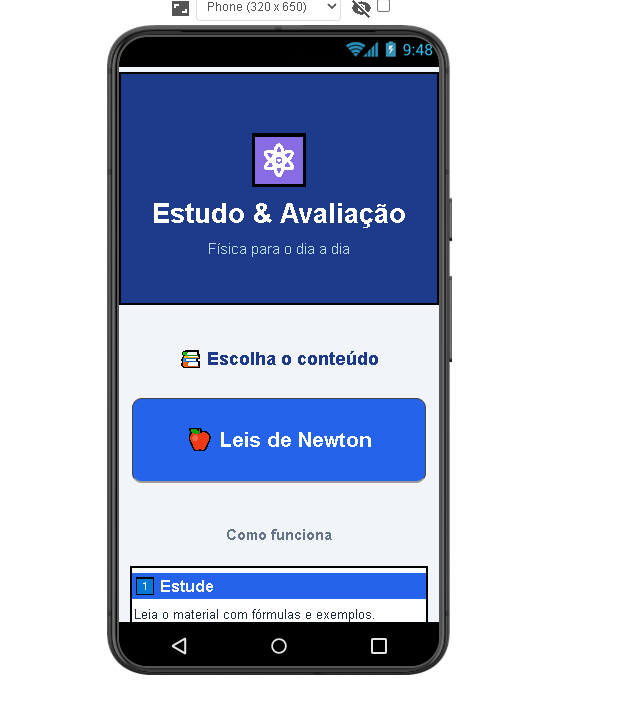 Phone (320 x 650)
9:48
Estudo & Avaliação
Física para o dia a dia
Escolha o conteúdo
Leis de Newton
Como funciona
1 Estude
Leia o material com fórmulas e exemplos.